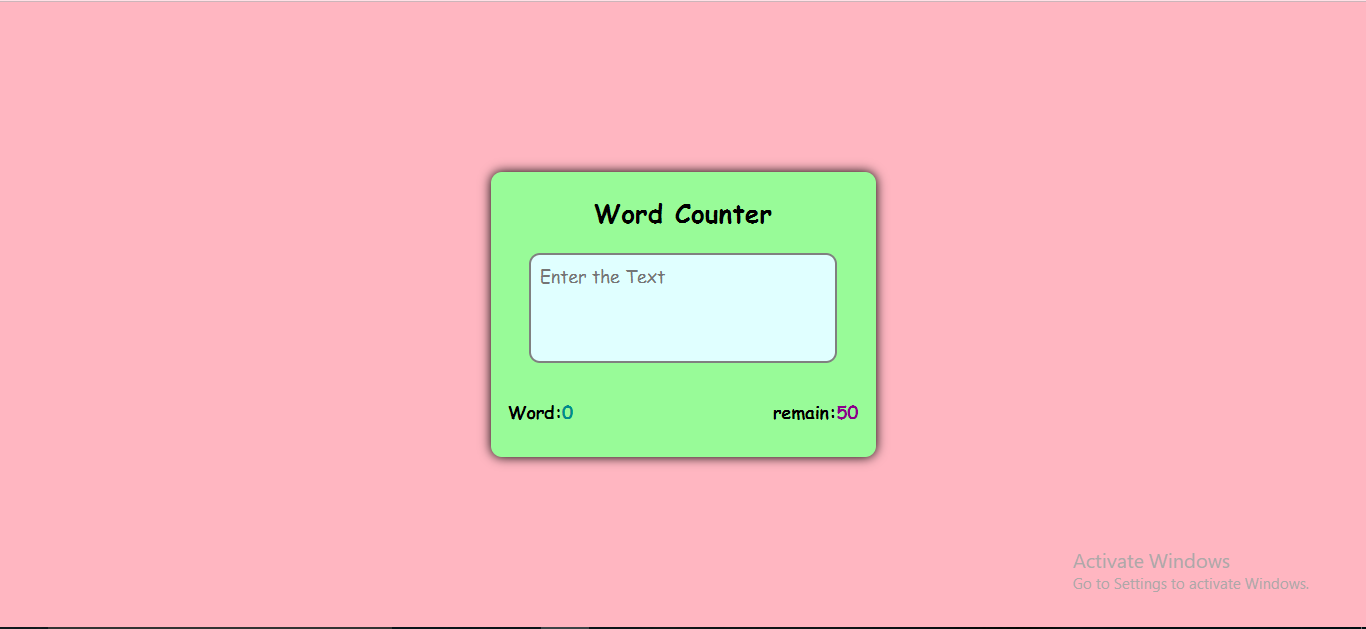 Word Counter
Enter the Text
Word:0 remain:50
Activate Windows
Go to Settings to activate Windows.